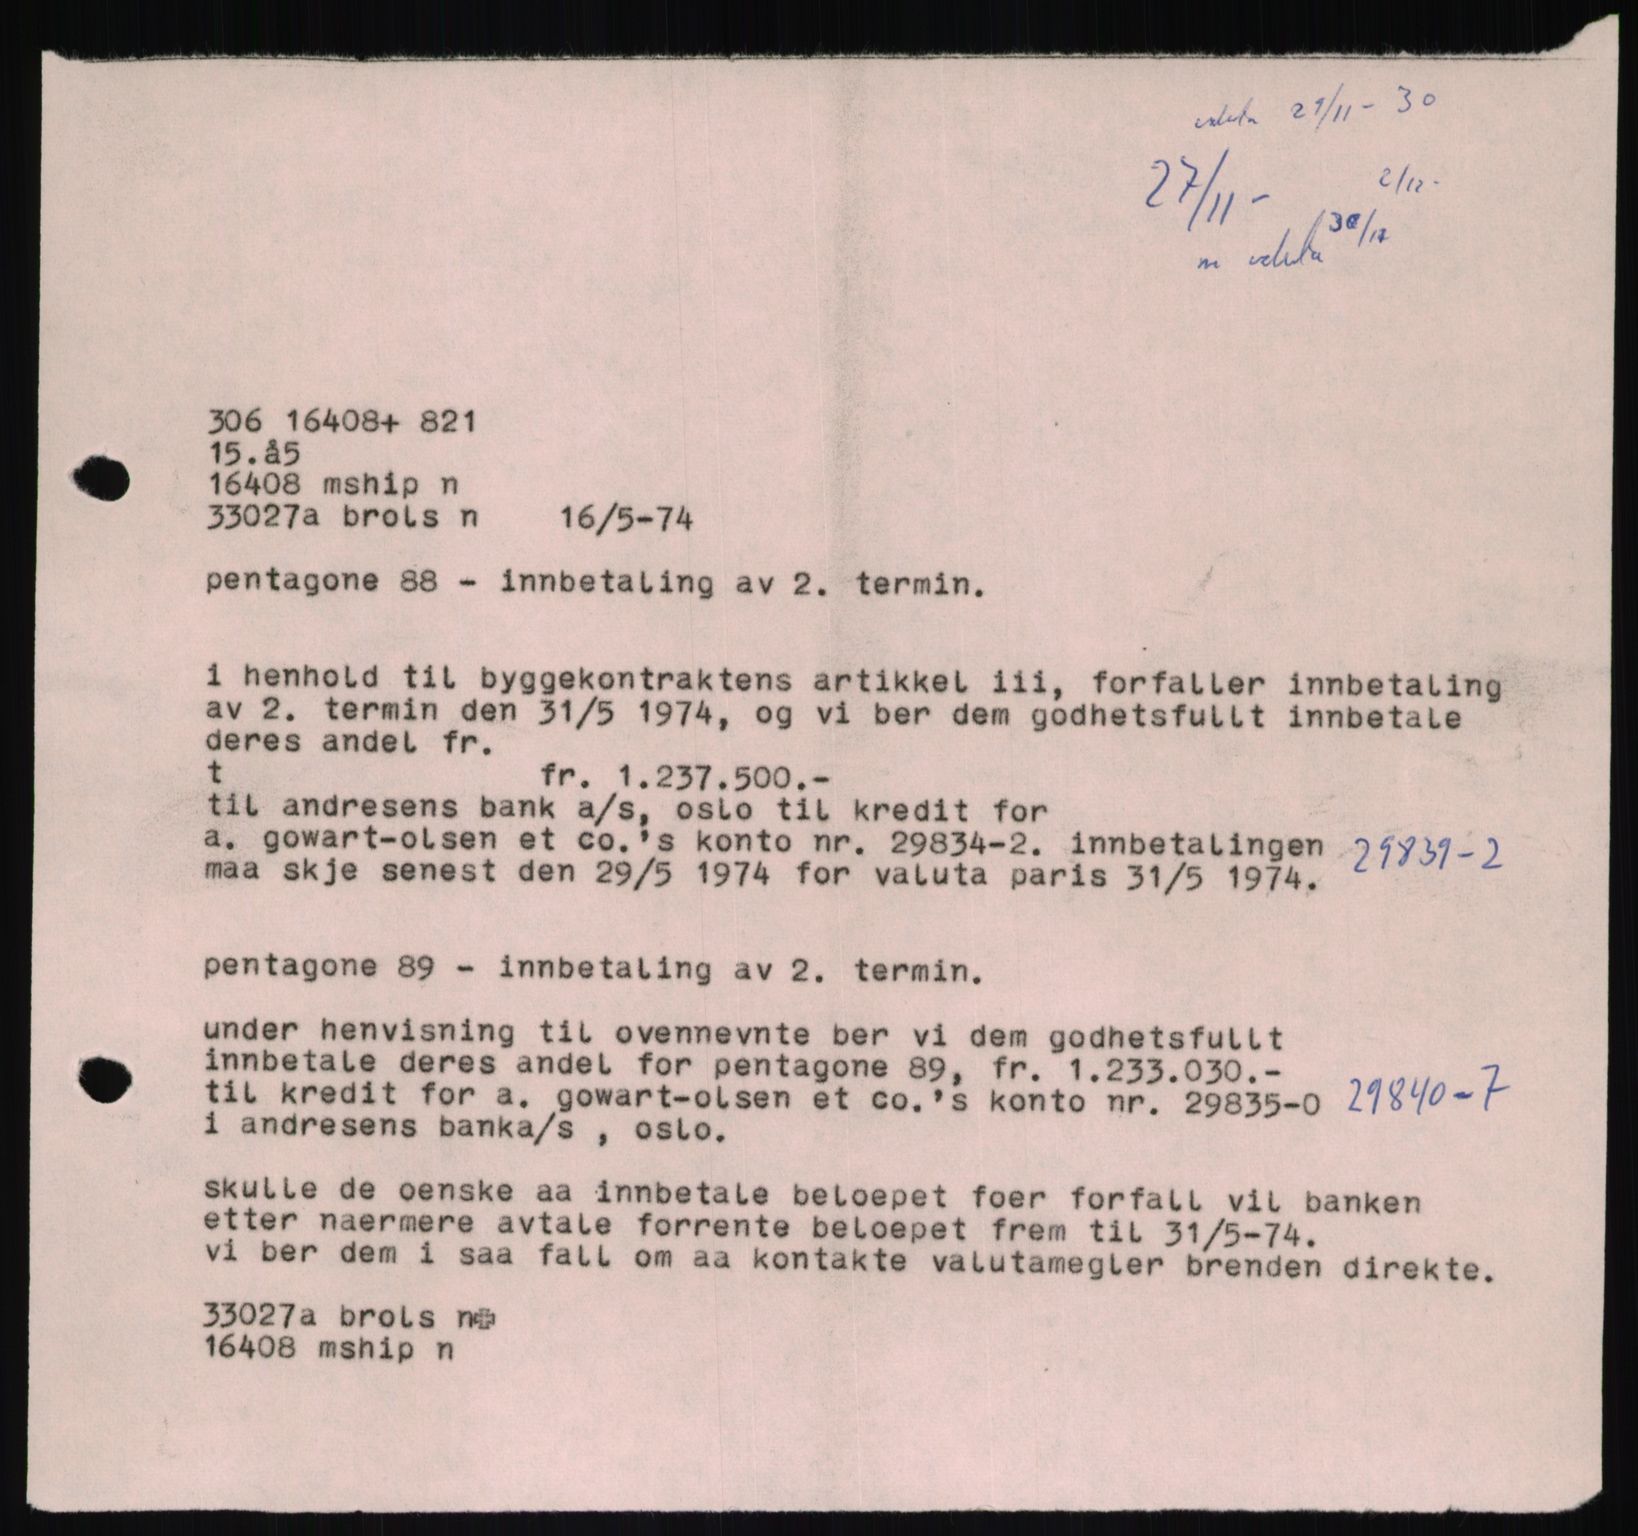 valuta 29/11 - 30
27/11 -
2/12 -
m valuta 30/11
306 16408+ 821
15.å5
16408 mship n
33027a brols n 16/5-74
pentagone 88 - innbetaling av 2. termin.
i henhold til byggekontraktens artikkel iii, forfaller innbetaling
av 2. termin den 31/5 1974, og vi ber dem godhetsfullt innbetale
deres andel fr.
t fr. 1.237.500.-
til andresens bank a/s, oslo til kredit for
a. gowart-olsen et co.'s konto nr. 29834-2. innbetalingen 29839-2
maa skje senest den 29/5 1974 for valuta paris 31/5 1974.
pentagone 89 - innbetaling av 2. termin.
under henvisning til ovennevnte ber vi dem godhetsfullt
innbetale deres andel for pentagone 89, fr. 1.233.030.-
til kredit for a. gowart-olsen et co.'s konto nr. 29835-0 29840-7
i andresens banka/s , oslo.
skulle de oenske aa innbetale beloepet foer forfall vil banken
etter naermere avtale forrente beloepet frem til 31/5-74.
vi ber dem i saa fall om aa kontakte valutamegler brenden direkte.
33027a brols n
16408 mship n